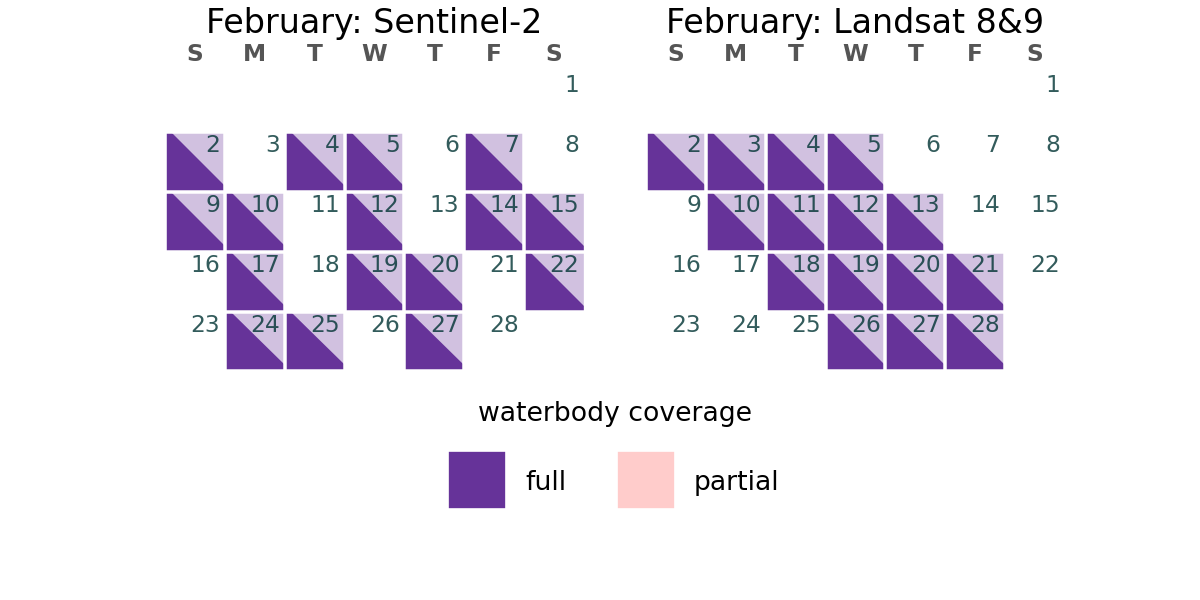 February: Sentinel-2
S M T W T F S
1
2 3 4 5 6 7 8
9 10 11 12 13 14 15
16 17 18 19 20 21 22
23 24 25 26 27 28
February: Landsat 8&9
S M T W T F S
1
2 3 4 5 6 7 8
9 10 11 12 13 14 15
16 17 18 19 20 21 22
23 24 25 26 27 28
waterbody coverage
full partial